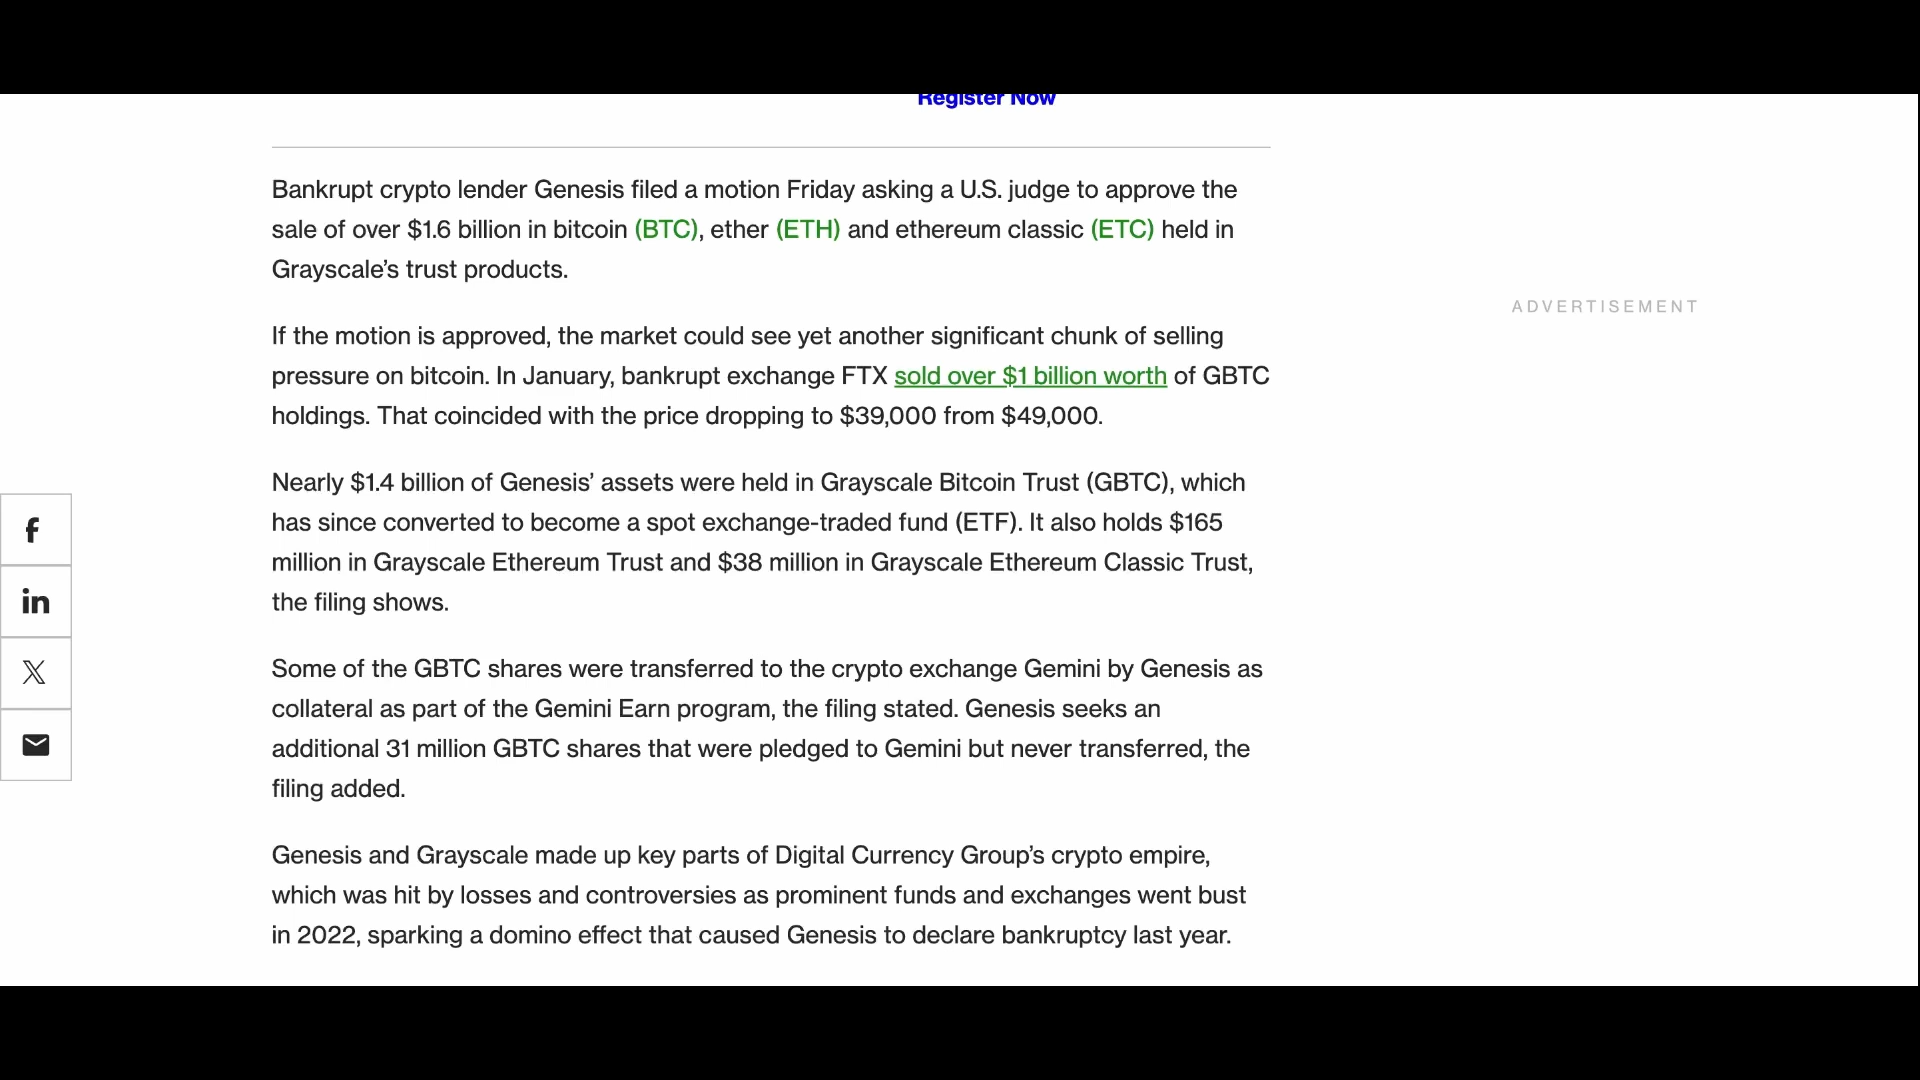 Register Now
Bankrupt crypto lender Genesis filed a motion Friday asking a U.S. judge to approve the
sale of over $1.6 billion in bitcoin (BTC), ether (ETH) and ethereum classic (ETC) held in
Grayscale’s trust products.
ADVERTISEMENT
If the motion is approved, the market could see yet another significant chunk of selling
pressure on bitcoin. In January, bankrupt exchange FTX sold over $1 billion worth of GBTC
holdings. That coincided with the price dropping to $39,000 from $49,000.
Nearly $1.4 billion of Genesis’ assets were held in Grayscale Bitcoin Trust (GBTC), which
has since converted to become a spot exchange-traded fund (ETF). It also holds $165
million in Grayscale Ethereum Trust and $38 million in Grayscale Ethereum Classic Trust,
the filing shows.
Some of the GBTC shares were transferred to the crypto exchange Gemini by Genesis as
collateral as part of the Gemini Earn program, the filing stated. Genesis seeks an
additional 31 million GBTC shares that were pledged to Gemini but never transferred, the
filing added.
Genesis and Grayscale made up key parts of Digital Currency Group’s crypto empire,
which was hit by losses and controversies as prominent funds and exchanges went bust
in 2022, sparking a domino effect that caused Genesis to declare bankruptcy last year.